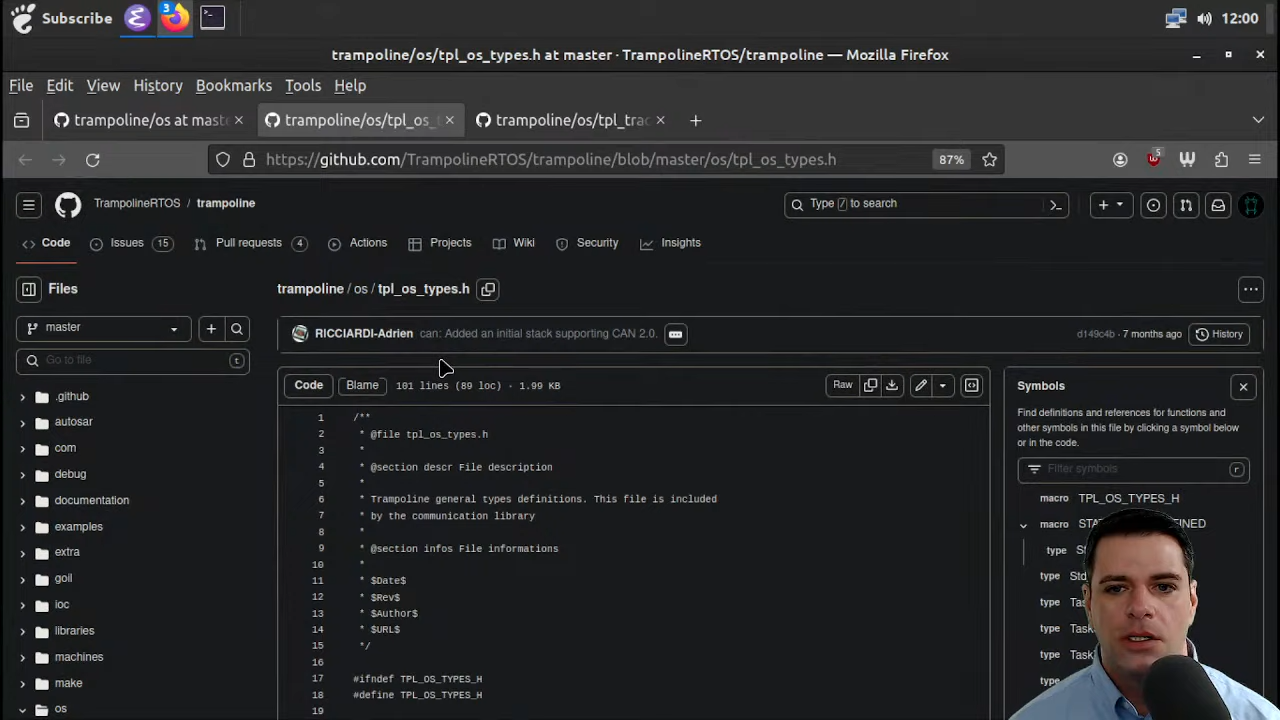 Subscribe 3 12:00
trampoline/os/tpl_os_types.h at master · TrampolineRTOS/trampoline — Mozilla Firefox
File Edit View History Bookmarks Tools Help
trampoline/os at mast trampoline/os/tpl_os_t trampoline/os/tpl_trac
https://github.com/TrampolineRTOS/trampoline/blob/master/os/tpl_os_types.h 87% 5
TrampolineRTOS / trampoline Type / to search
Code Issues 15 Pull requests 4 Actions Projects Wiki Security Insights
Files trampoline / os / tpl_os_types.h
master
RICCIARDI-Adrien can: Added an initial stack supporting CAN 2.0. d149c4b · 7 months ago History
Go to file t
Code Blame 101 lines (89 loc) · 1.99 KB Raw Symbols
.github
autosar
com
debug
documentation
examples
extra
goil
ioc
libraries
machines
make
os
1 /**
2 * @file tpl_os_types.h
3 *
4 * @section descr File description
5 *
6 * Trampoline general types definitions. This file is included
7 * by the communication library
8 *
9 * @section infos File informations
10 *
11 * $Date$
12 * $Rev$
13 * $Author$
14 * $URL$
15 */
16
17 #ifndef TPL_OS_TYPES_H
18 #define TPL_OS_TYPES_H
19
Find definitions and references for functions and
other symbols in this file by clicking a symbol below
or in the code.
Filter symbols r
macro TPL_OS_TYPES_H
macro
type
type
type
type
type
type